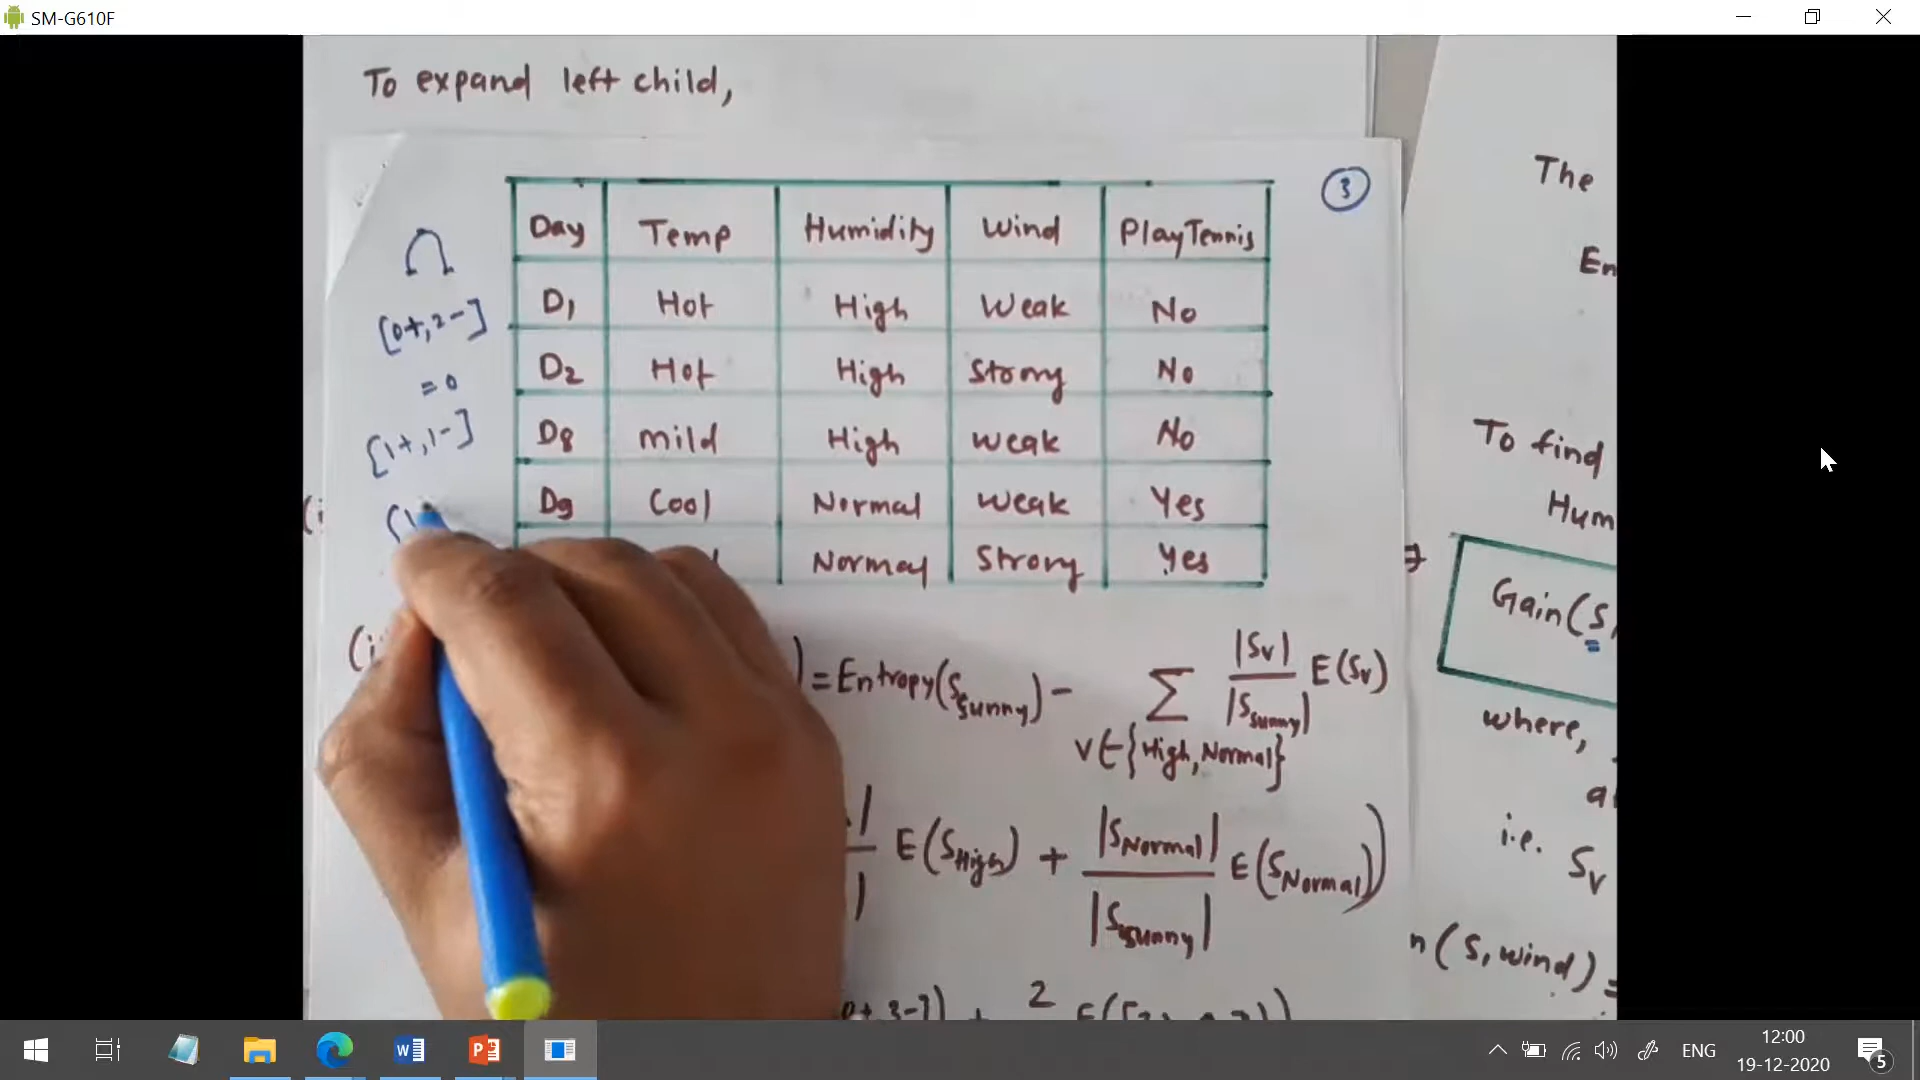 SM-G610F
To expand left child,
3
Day Temp Humidity Wind PlayTennis
D1 Hot High Weak No
D2 Hot High Strong No
D8 mild High weak No
D9 Cool Normal weak Yes
Normal Strong Yes
[0+,2-]
=0
[1+,1-]
(i
) = Entropy(Ssunny) - ∑ |Sv| / |Ssunny| E(Sv)
v∈{High,Normal}
E(SHigh) + |SNormal| / |Ssunny| E(SNormal))
2
The
En
To find
Hum
Gain(S,
where,
i.e. Sv
n(S,wind) =
ENG
12:00
19-12-2020
5